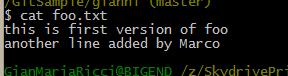 /GitSample/gianni (master)
$ cat foo.txt
this is first version of foo
another line added by Marco
GianMariaRicci@BIGEND /z/SkydrivePri